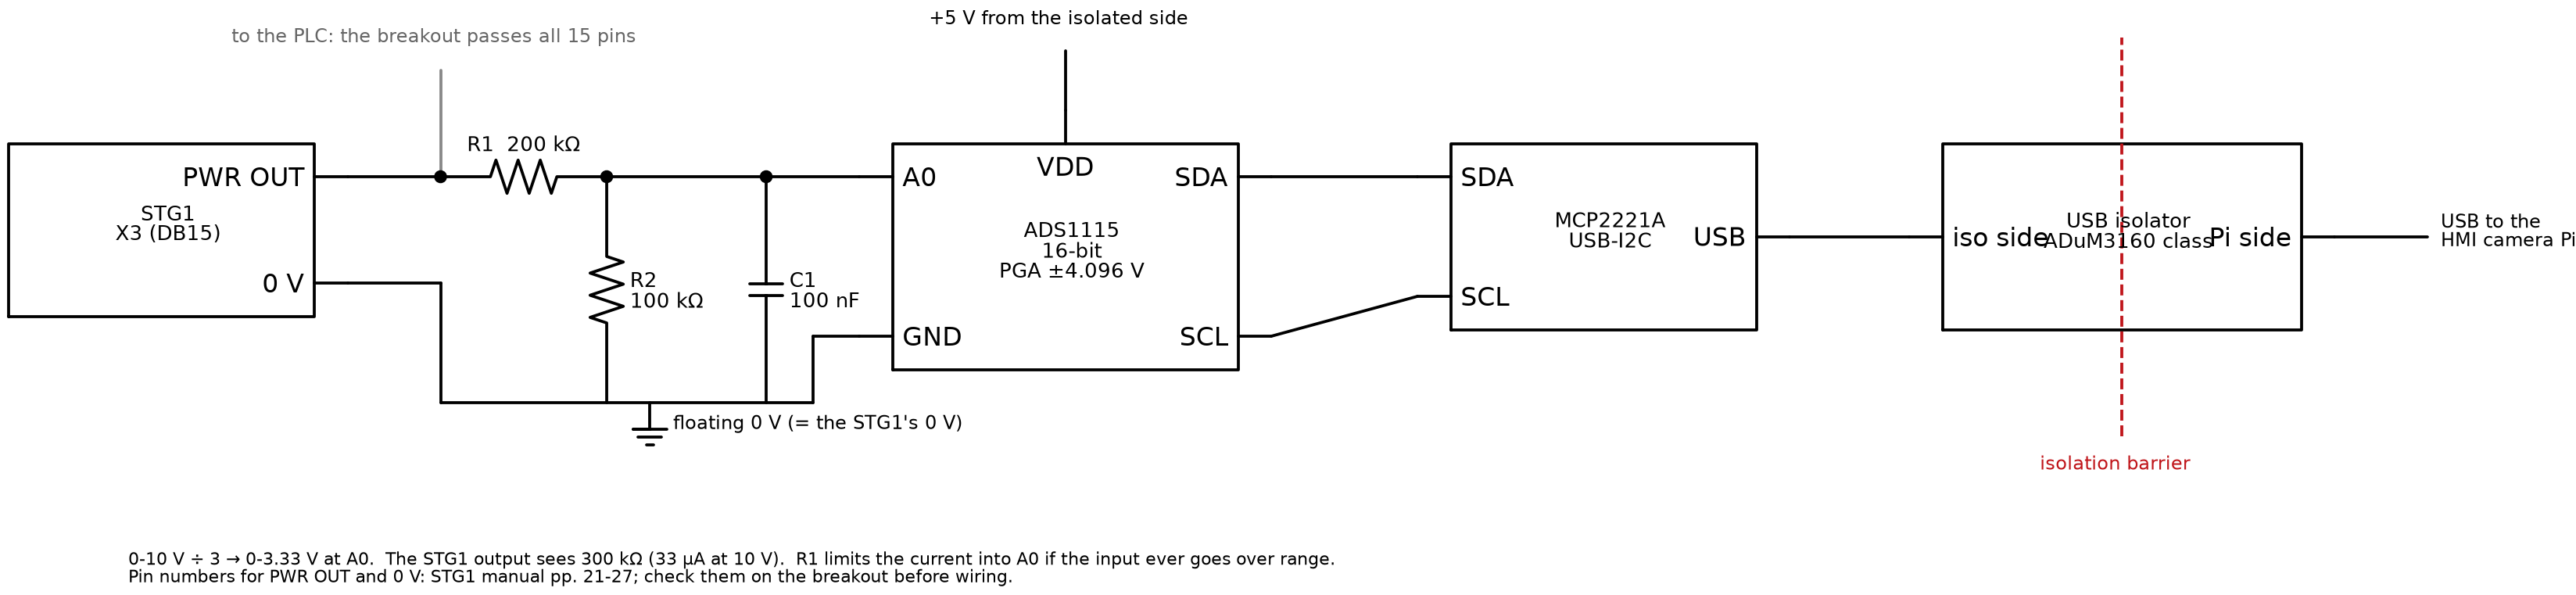 +5 V from the isolated side
to the PLC: the breakout passes all 15 pins
R1  200 kΩ
PWR OUT
STG1
X3 (DB15)
0 V
R2
100 kΩ
C1
100 nF
floating 0 V (= the STG1's 0 V)
A0
VDD
SDA
ADS1115
16-bit
PGA ±4.096 V
GND
SCL
SDA
MCP2221A
USB-I2C
USB
SCL
iso side
USB isolator
ADuM3160 class
Pi side
USB to the
HMI camera Pi
isolation barrier
0-10 V ÷ 3 → 0-3.33 V at A0.  The STG1 output sees 300 kΩ (33 µA at 10 V).  R1 limits the current into A0 if the input ever goes over range.
Pin numbers for PWR OUT and 0 V: STG1 manual pp. 21-27; check them on the breakout before wiring.